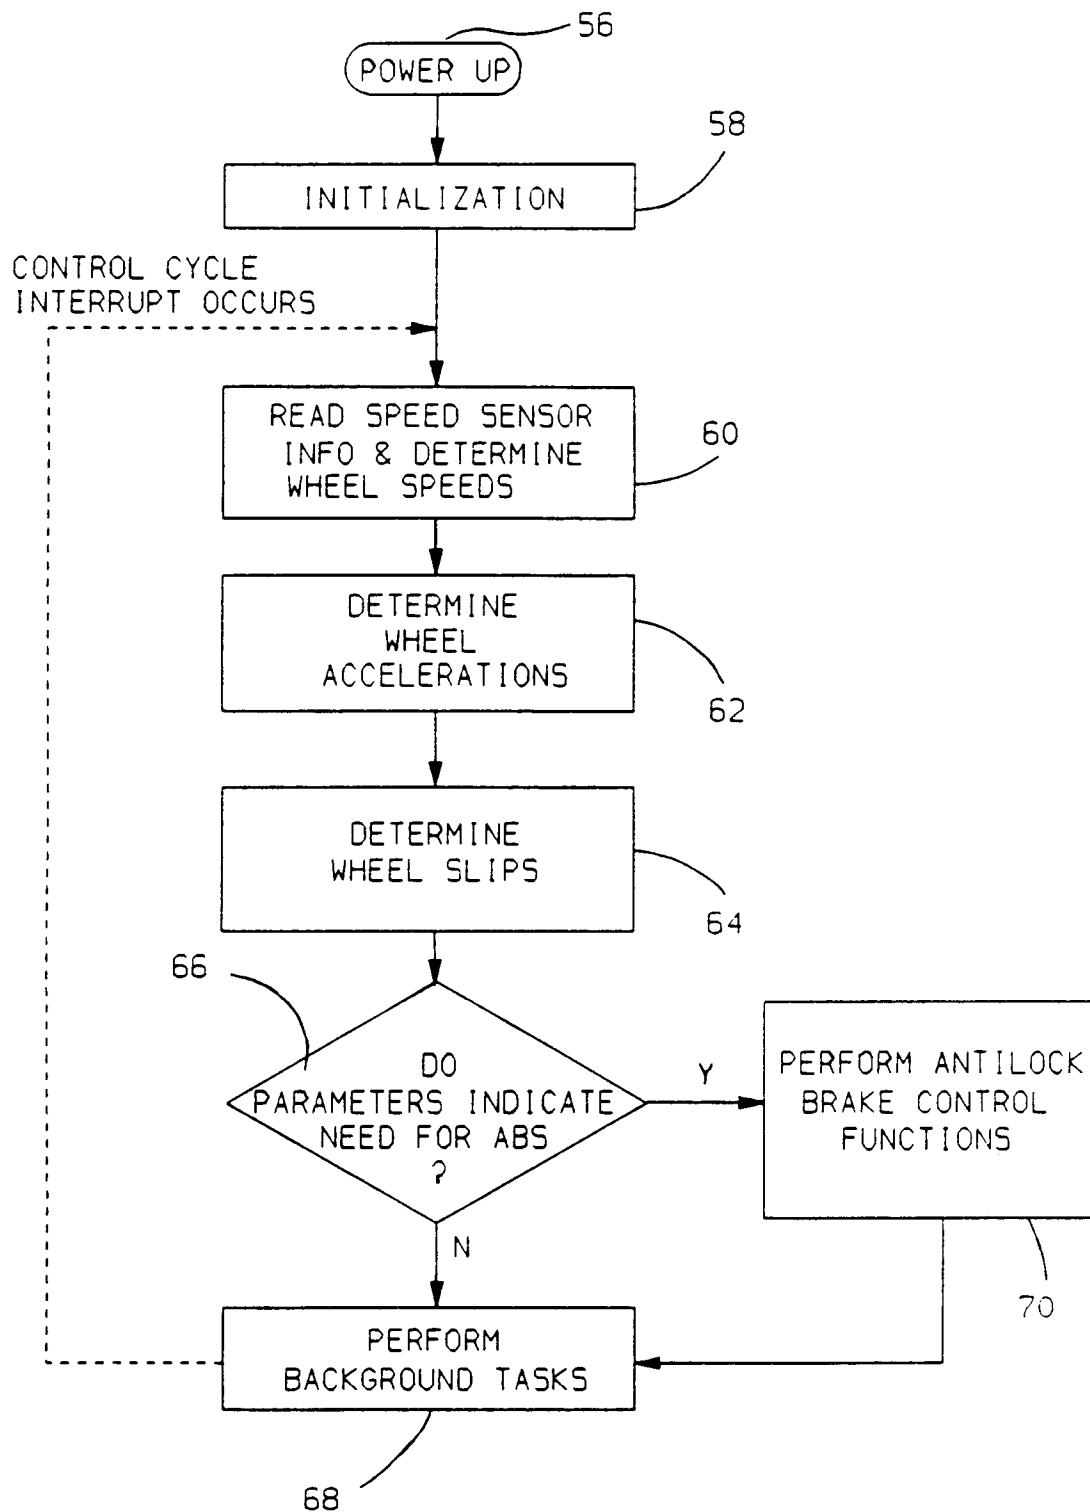 56
POWER UP
58
INITIALIZATION
CONTROL CYCLE
INTERRUPT OCCURS
READ SPEED SENSOR
INFO & DETERMINE
WHEEL SPEEDS
60
DETERMINE
WHEEL
ACCELERATIONS
62
DETERMINE
WHEEL SLIPS
64
66
DO
PARAMETERS INDICATE
NEED FOR ABS
?
Y
PERFORM ANTILOCK
BRAKE CONTROL
FUNCTIONS
N
70
PERFORM
BACKGROUND TASKS
68